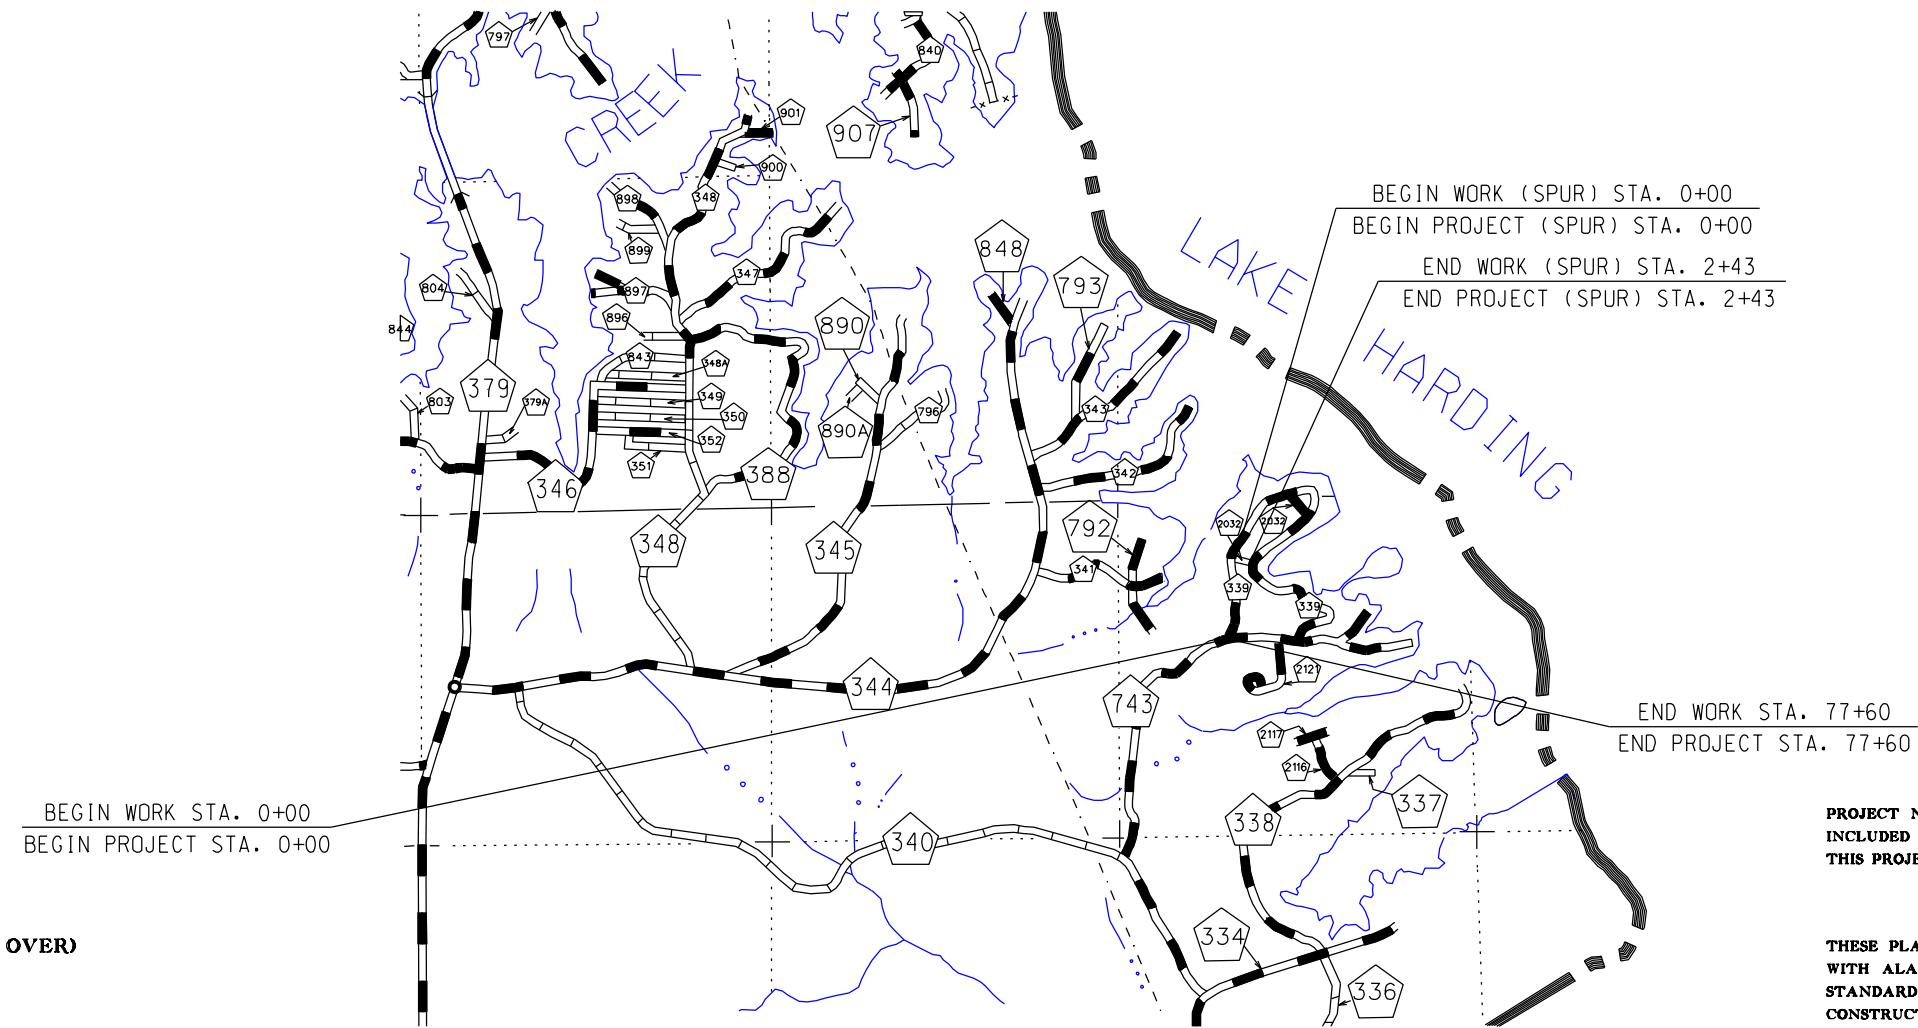 797
840
CREEK
901
907
900
898
348
BEGIN WORK (SPUR) STA. 0+00
BEGIN PROJECT (SPUR) STA. 0+00
899
848
LAKE
END WORK (SPUR) STA. 2+43
END PROJECT (SPUR) STA. 2+43
347
793
804
897
896
890
844
843
348A
HARDING
379
349
803
379A
350
796
343
890A
352
351
388
342
346
2032
2032
792
348
345
341
339
339
2121
344
743
END WORK STA. 77+60
END PROJECT STA. 77+60
2117
2116
337
BEGIN WORK STA. 0+00
BEGIN PROJECT STA. 0+00
338
340
PROJECT
INCLUDED
THIS
334
OVER)
THESE
WITH
336